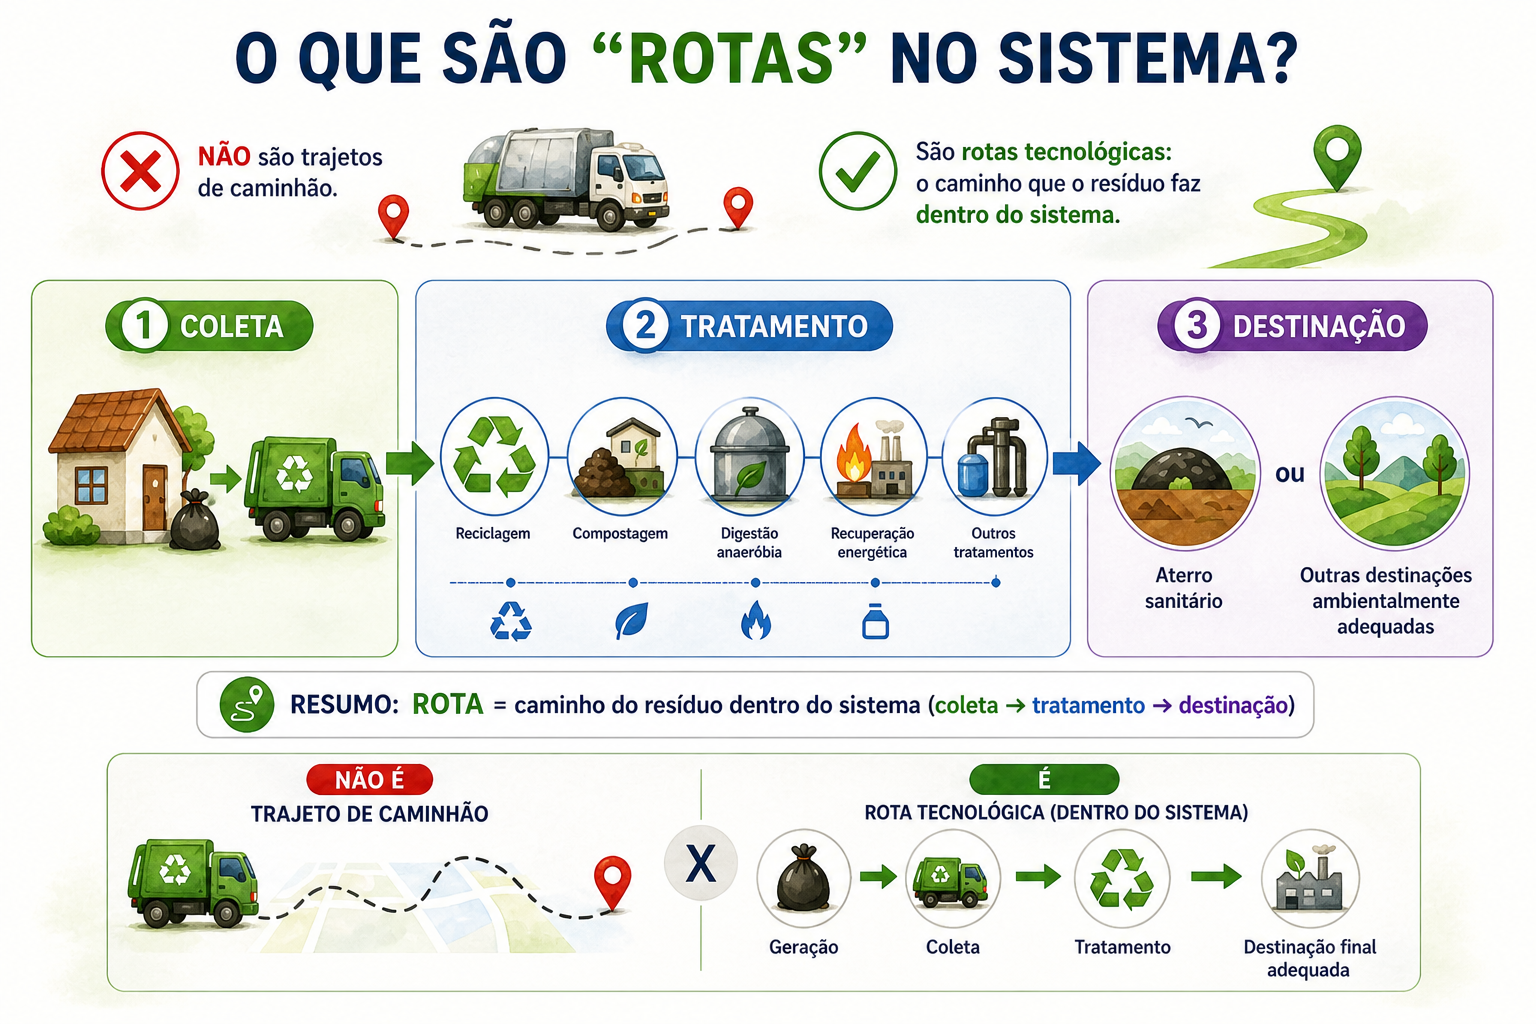 O QUE SÃO “ROTAS” NO SISTEMA?
NÃO são trajetos
de caminhão.
São rotas tecnológicas:
o caminho que o resíduo faz
dentro do sistema.
1 COLETA
2 TRATAMENTO
Reciclagem
Compostagem
Digestão
anaeróbia
Recuperação
energética
Outros
tratamentos
3 DESTINAÇÃO
Aterro
sanitário
ou
Outras destinações
ambientalmente
adequadas
RESUMO: ROTA = caminho do resíduo dentro do sistema (coleta → tratamento → destinação)
NÃO É
TRAJETO DE CAMINHÃO
X
É
ROTA TECNOLÓGICA (DENTRO DO SISTEMA)
Geração
Coleta
Tratamento
Destinação final
adequada